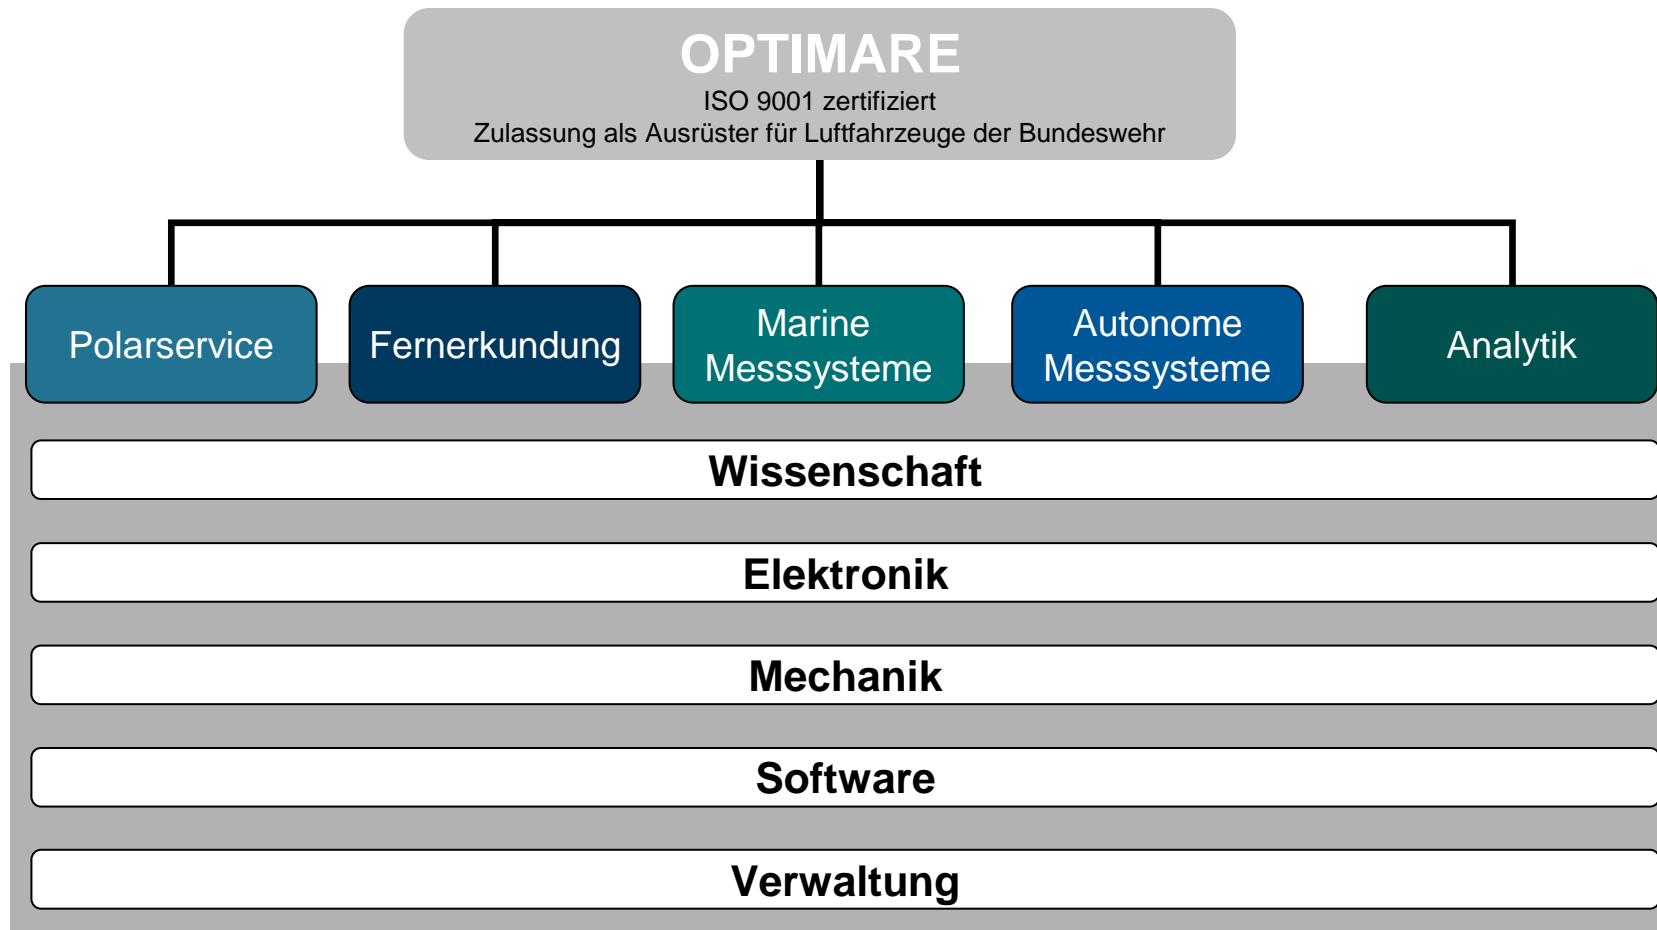 OPTIMARE
ISO 9001 zertifiziert
Zulassung als Ausrüster für Luftfahrzeuge der Bundeswehr
Polarservice
Fernerkundung
Marine
Messsysteme
Autonome
Messsysteme
Analytik
Wissenschaft
Elektronik
Mechanik
Software
Verwaltung